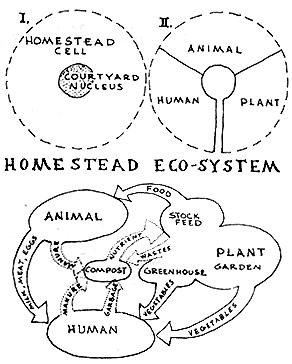 I.
HOMESTEAD
CELL
COURTYARD
NUCLEUS
II.
ANIMAL
HUMAN
PLANT
HOMESTEAD ECO-SYSTEM
FOOD
ANIMAL
STOCK
FEED
NUTRIENTS
WASTES
MANURE
COMPOST
GREENHOUSE
PLANT
GARDEN
MILK, MEAT, EGGS
MANURE
GARBAGE
VEGETABLES
VEGETABLES
HUMAN